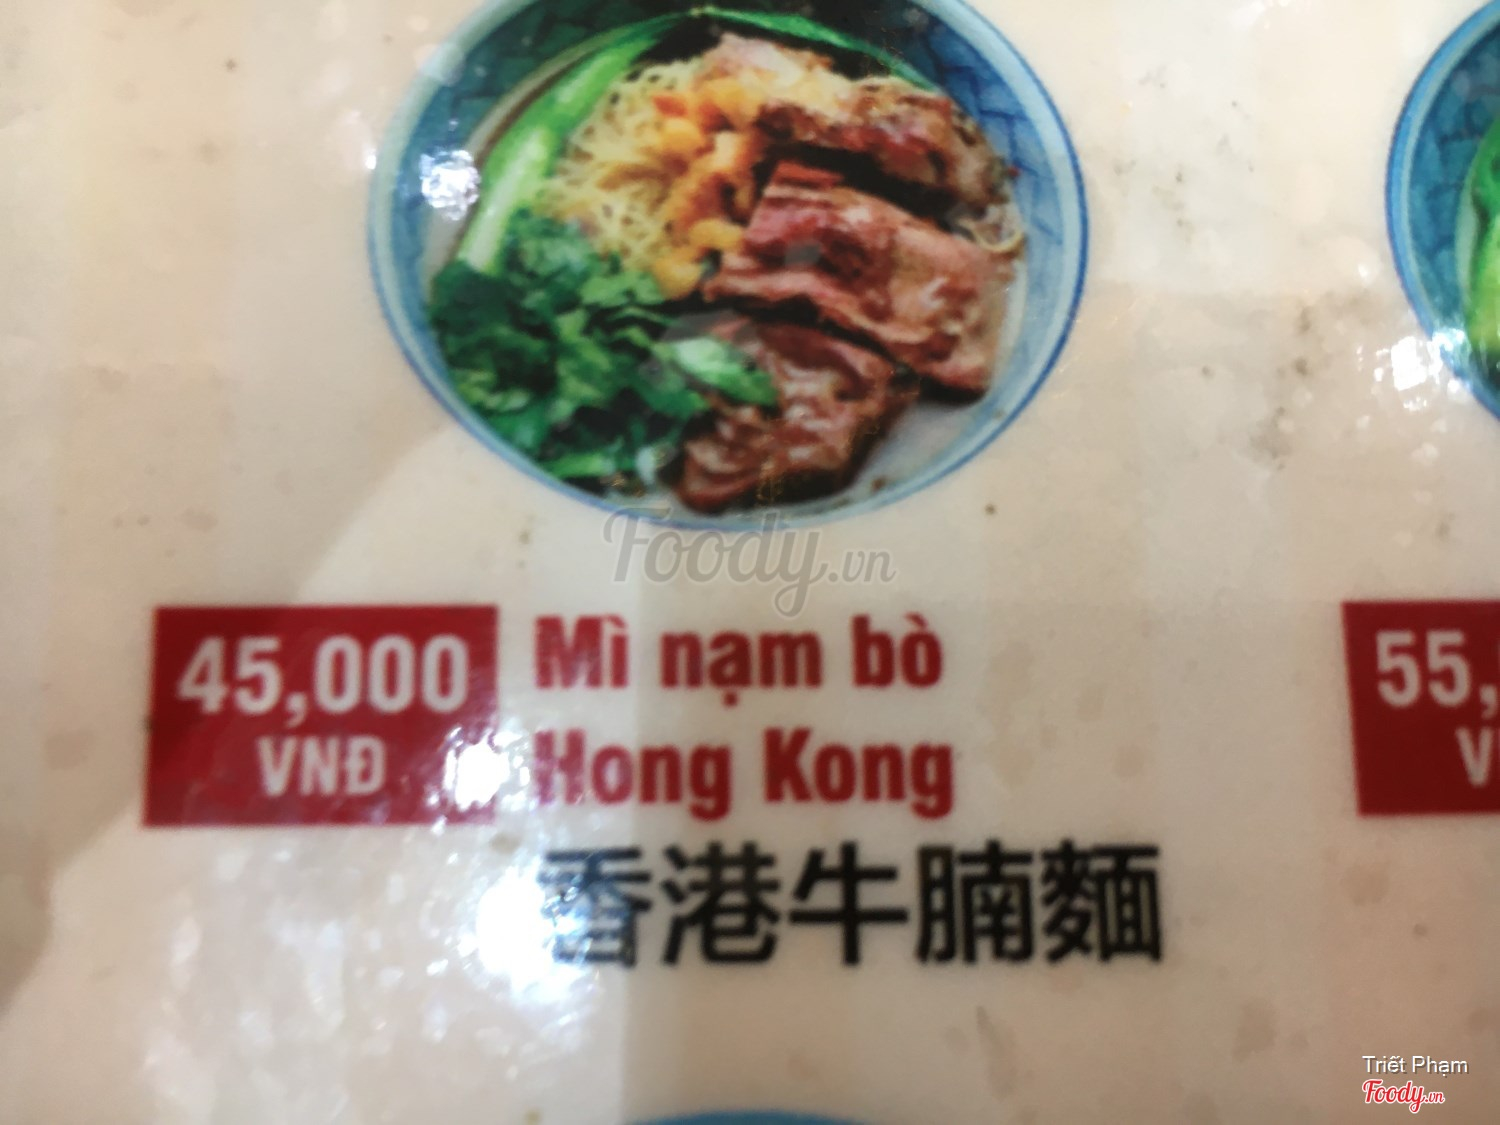 Foody.vn
45,000
VNĐ
Mì nạm bò
Hong Kong
香港牛腩麵
55,
V
Triết Phạm
Foody.vn